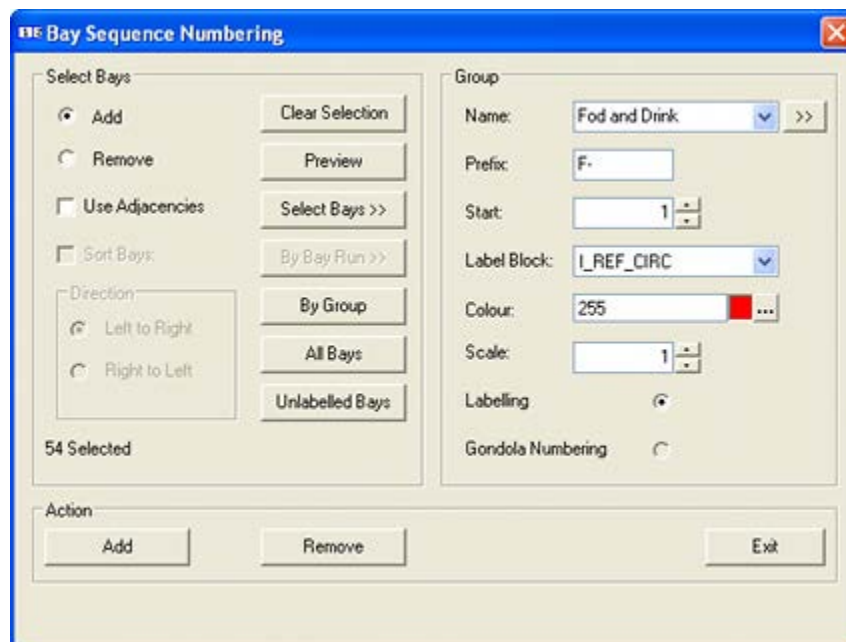 Bay Sequence Numbering
Select Bays
Add
Clear Selection
Remove
Preview
Use Adjacencies
Select Bays >>
Sort Bays:
By Bay Run >>
Direction
Left to Right
Right to Left
By Group
All Bays
Unlabelled Bays
54 Selected
Group
Name: Fod and Drink >>
Prefix: F-
Start: 1
Label Block: I_REF_CIRC
Colour: 255 ...
Scale: 1
Labelling
Gondola Numbering
Action
Add Remove Exit